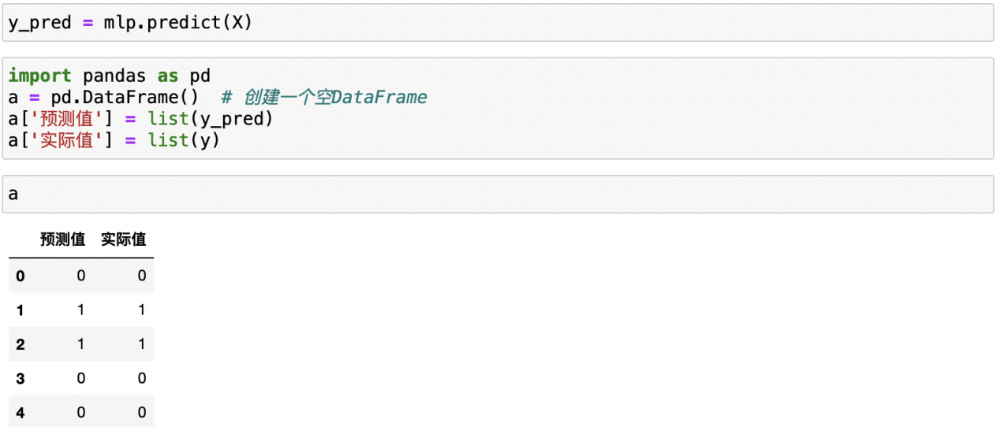 y_pred = mlp.predict(X)
import pandas as pd
a = pd.DataFrame()  # 创建一个空DataFrame
a['预测值'] = list(y_pred)
a['实际值'] = list(y)
a
预测值 实际值
0 0 0
1 1 1
2 1 1
3 0 0
4 0 0